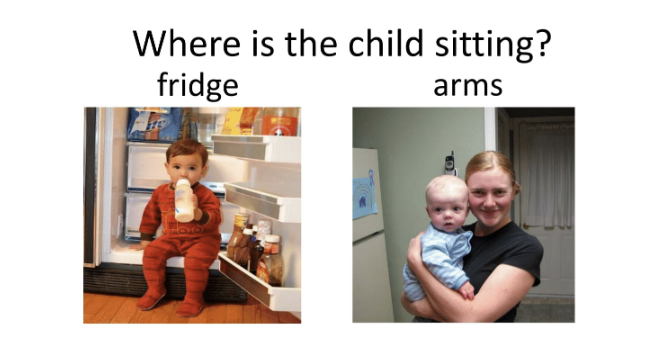 Where is the child sitting?
fridge
arms